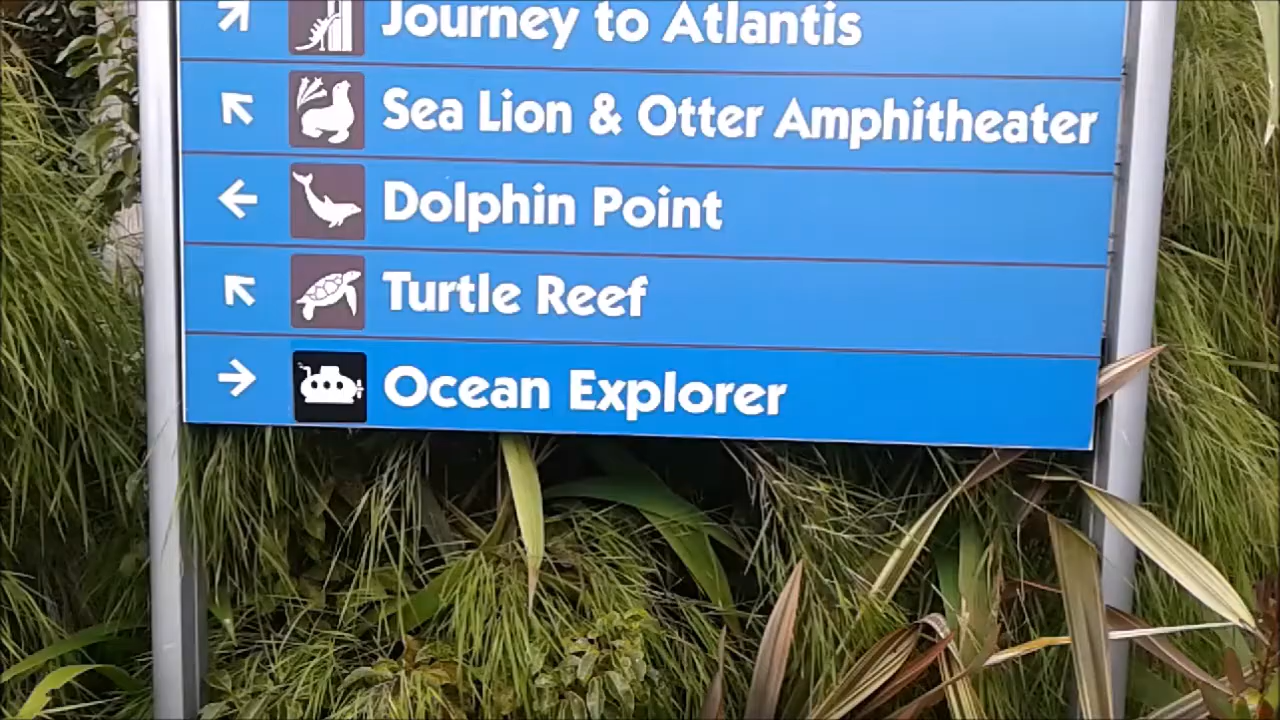 Journey to Atlantis
Sea Lion & Otter Amphitheater
Dolphin Point
Turtle Reef
Ocean Explorer